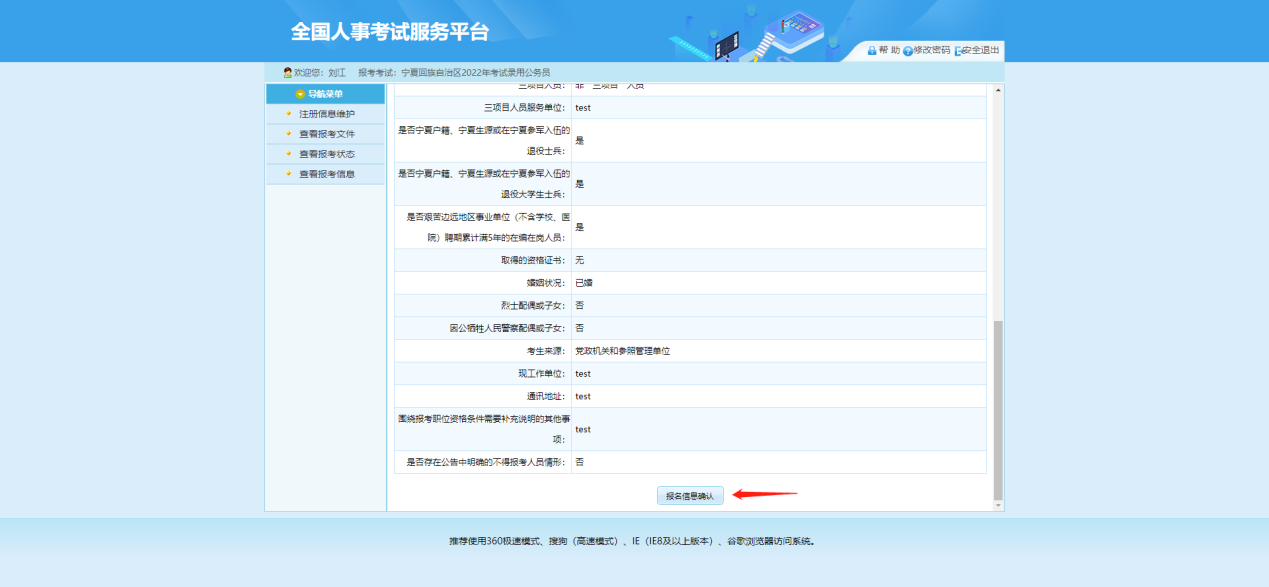 全国人事考试服务平台
帮 助 修改密码 安全退出
欢迎您：刘江 报考考试：宁夏回族自治区2022年考试录用公务员
导航菜单
注册信息维护
查看报考文件
查看报考状态
查看报考信息
三项目人员： 非“三项目”人员
三项目人员服务单位： test
是否宁夏户籍、宁夏生源或在宁夏参军入伍的
退役士兵： 是
是否宁夏户籍、宁夏生源或在宁夏参军入伍的
退役大学生士兵： 是
是否艰苦边远地区事业单位（不含学校、医
院）聘期累计满5年的在编在岗人员： 是
取得的资格证书： 无
婚姻状况： 已婚
烈士配偶或子女： 否
因公牺牲人民警察配偶或子女： 否
考生来源： 党政机关和参照管理单位
现工作单位： test
通讯地址： test
围绕报考职位资格条件需要补充说明的其他事
项： test
是否存在公告中明确的不得报考人员情形： 否
报名信息确认
推荐使用360极速模式、搜狗（高速模式）、IE（IE8及以上版本）、谷歌浏览器访问系统。